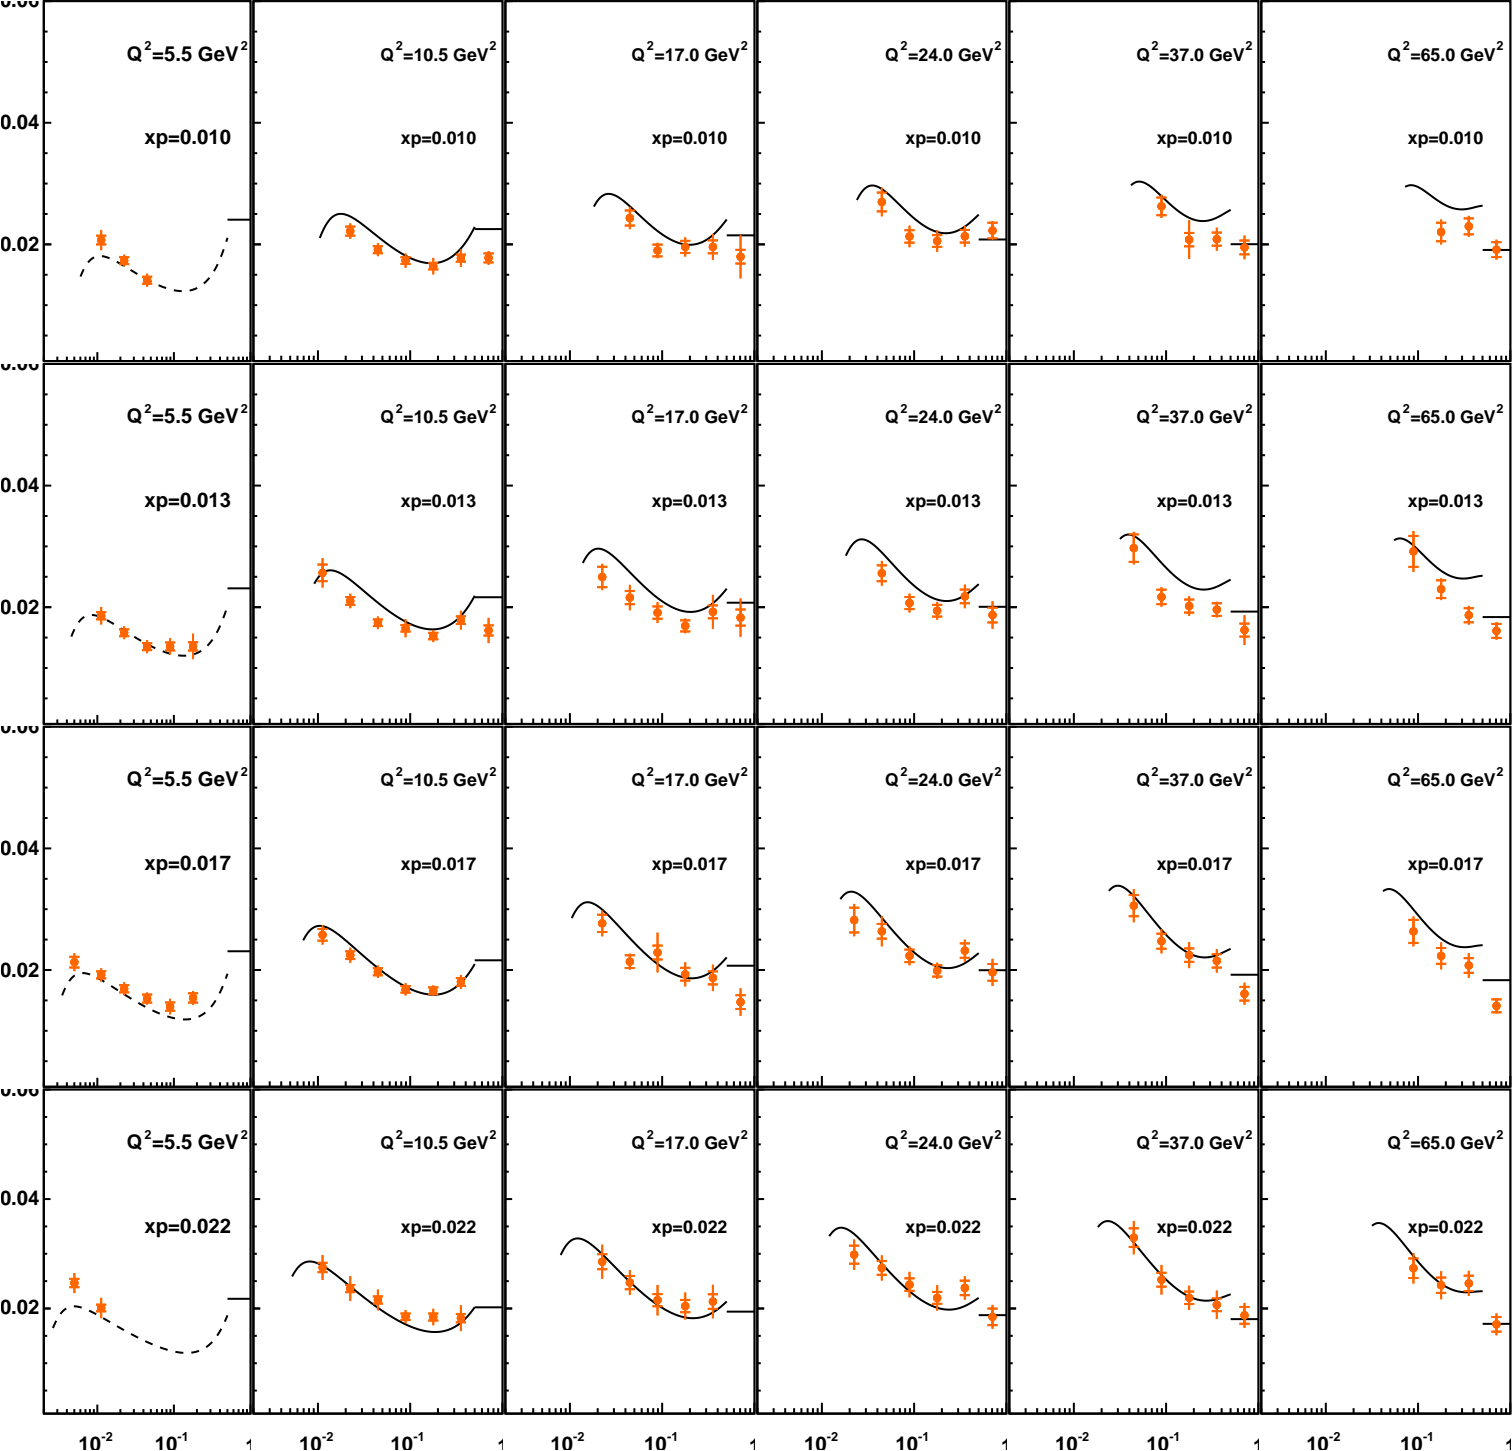 0.06
Q²=5.5 GeV² Q²=10.5 GeV² Q²=17.0 GeV² Q²=24.0 GeV² Q²=37.0 GeV² Q²=65.0 GeV²
0.04
xp=0.010 xp=0.010 xp=0.010 xp=0.010 xp=0.010 xp=0.010
0.02
0.06
Q²=5.5 GeV² Q²=10.5 GeV² Q²=17.0 GeV² Q²=24.0 GeV² Q²=37.0 GeV² Q²=65.0 GeV²
0.04
xp=0.013 xp=0.013 xp=0.013 xp=0.013 xp=0.013 xp=0.013
0.02
0.06
Q²=5.5 GeV² Q²=10.5 GeV² Q²=17.0 GeV² Q²=24.0 GeV² Q²=37.0 GeV² Q²=65.0 GeV²
0.04
xp=0.017 xp=0.017 xp=0.017 xp=0.017 xp=0.017 xp=0.017
0.02
0.06
Q²=5.5 GeV² Q²=10.5 GeV² Q²=17.0 GeV² Q²=24.0 GeV² Q²=37.0 GeV² Q²=65.0 GeV²
0.04
xp=0.022 xp=0.022 xp=0.022 xp=0.022 xp=0.022 xp=0.022
0.02
10⁻² 10⁻¹ 1 10⁻² 10⁻¹ 1 10⁻² 10⁻¹ 1 10⁻² 10⁻¹ 1 10⁻² 10⁻¹ 1 10⁻² 10⁻¹ 1